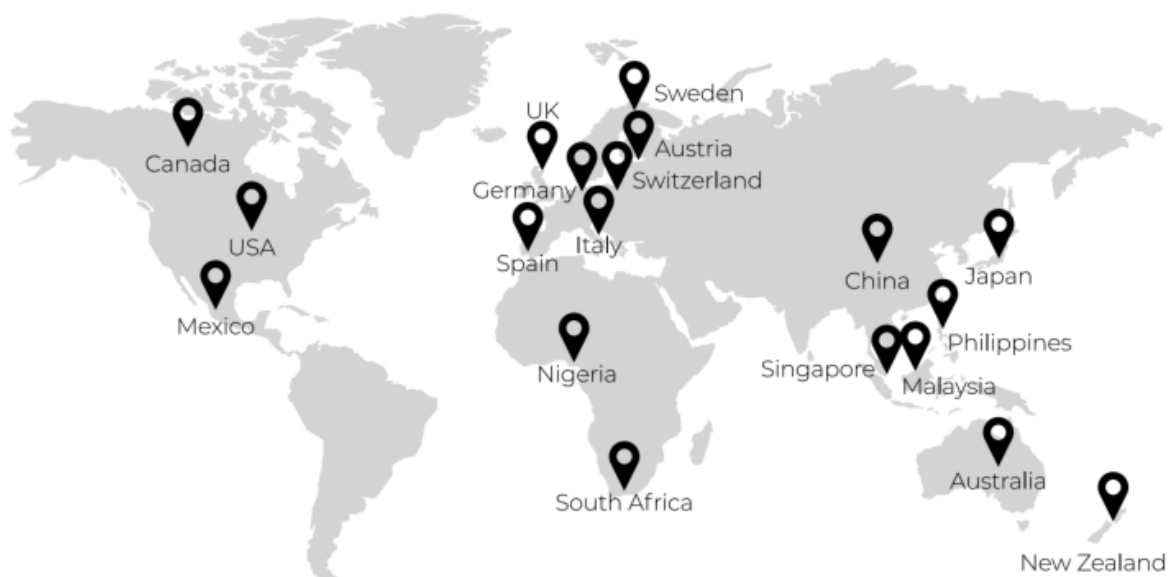 Sweden
UK
Austria
Canada
Switzerland
Germany
USA
Italy
Spain
China
Japan
Mexico
Philippines
Singapore
Nigeria
Malaysia
Australia
South Africa
New Zealand